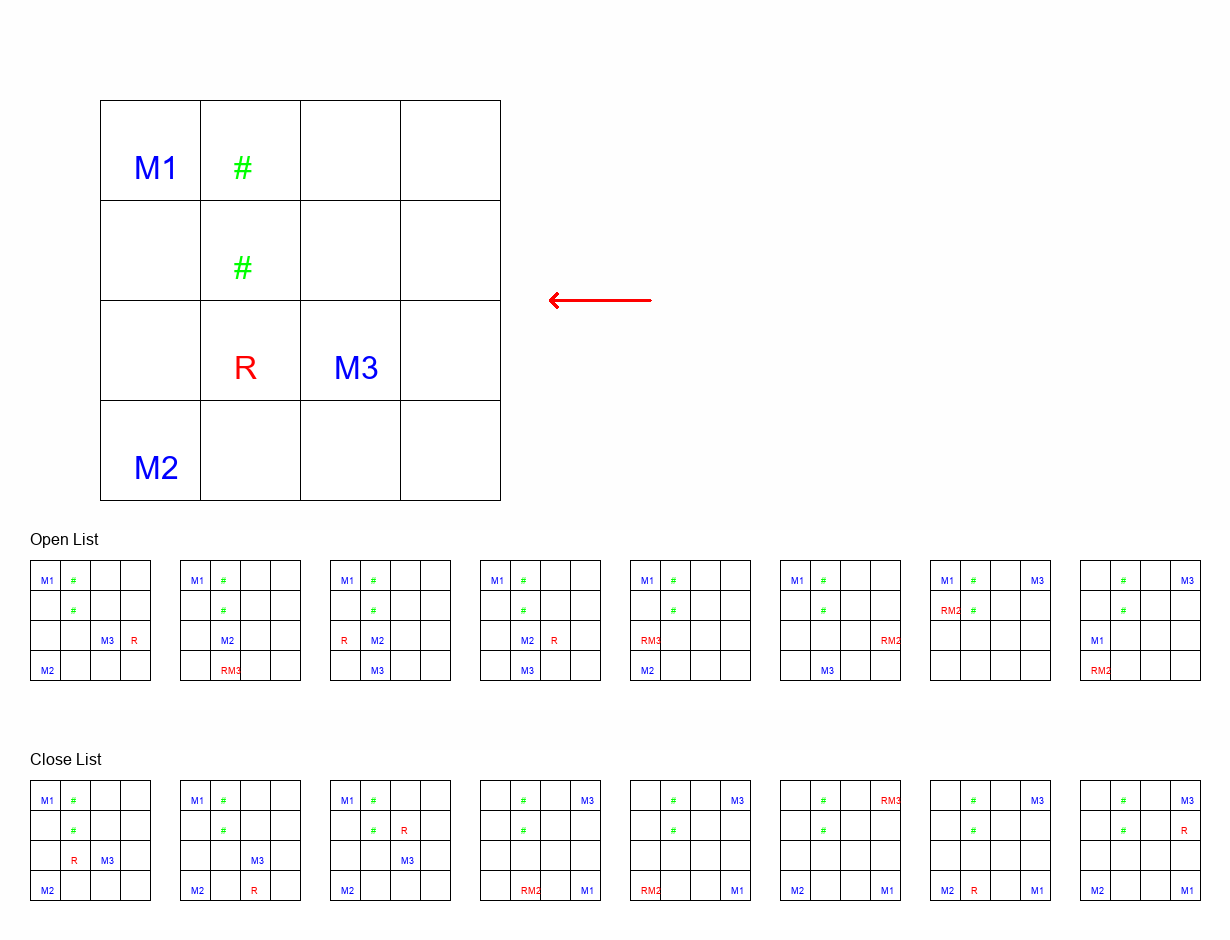 M1 #
#
R M3
M2
Open List
M1 # M1 # M1 # M1 # M1 # M1 # M1 # M3 # M3
# # # # # # RM2 # #
M3 R M2 R M2 M2 R RM3 RM2 M1
M2 RM3 M3 M3 M2 M3 RM2
Close List
M1 # M1 # M1 # # M3 # M3 # RM3 # M3 # M3
# # # R # # # # # R
R M3 M3 M3
M2 M2 R M2 RM2 M1 RM2 M1 M2 M1 M2 R M1 M2 M1